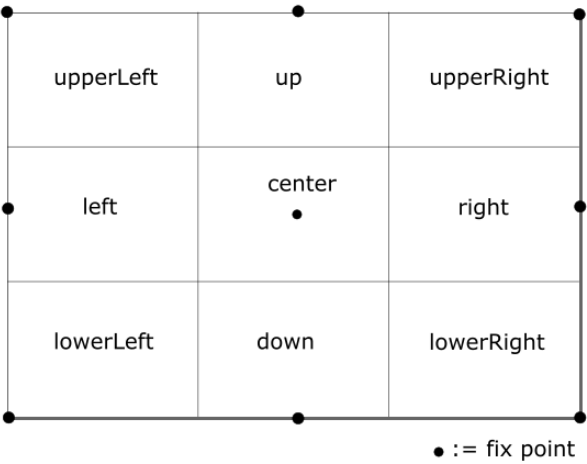 upperLeft up upperRight
center
left right
lowerLeft down lowerRight
:= fix point